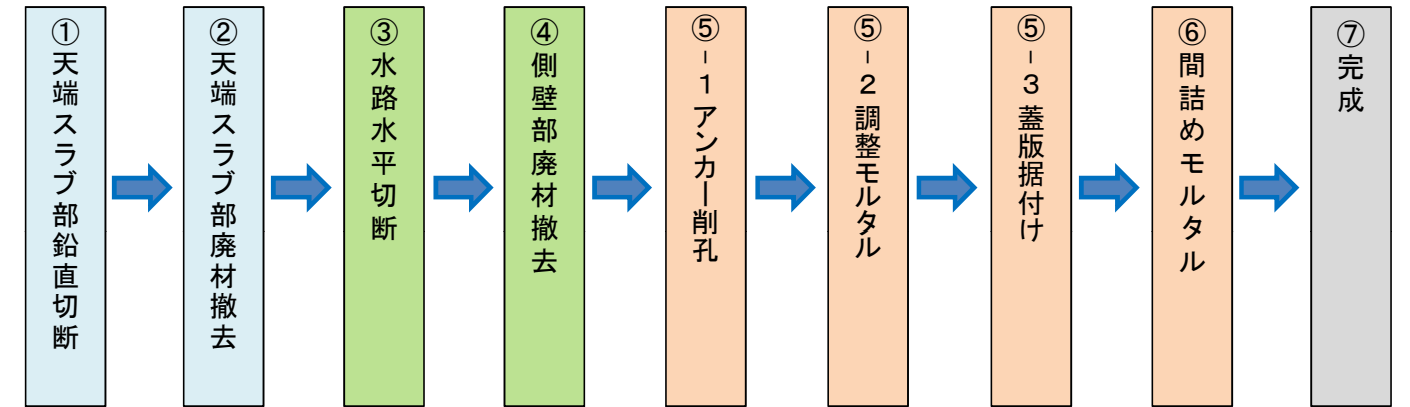 ①天端スラブ部鉛直切断
②天端スラブ部廃材撤去
③水路水平切断
④側壁部廃材撤去
⑤-1アンカー削孔
⑤-2調整モルタル
⑤-3蓋版据付け
⑥間詰めモルタル
⑦完成